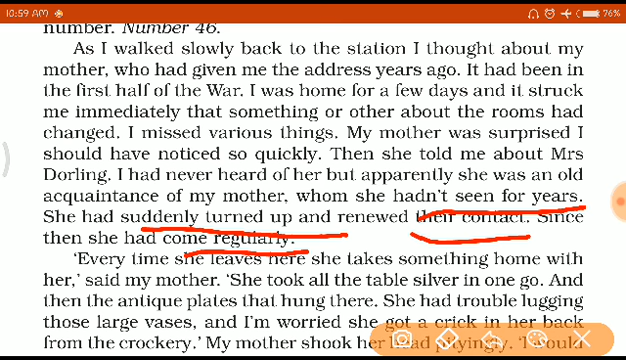 10:59 AM
76%
number. Number 46.
As I walked slowly back to the station I thought about my
mother, who had given me the address years ago. It had been in
the first half of the War. I was home for a few days and it struck
me immediately that something or other about the rooms had
changed. I missed various things. My mother was surprised I
should have noticed so quickly. Then she told me about Mrs
Dorling. I had never heard of her but apparently she was an old
acquaintance of my mother, whom she hadn't seen for years.
She had suddenly turned up and renewed their contact. Since
then she had come regularly.
'Every time she leaves here she takes something home with
her,' said my mother. 'She took all the table silver in one go. And
then the antique plates that hung there. She had trouble lugging
those large vases, and I'm worried she got a crick in her back
from the crockery.' My mother shook her head pityingly. 'I would